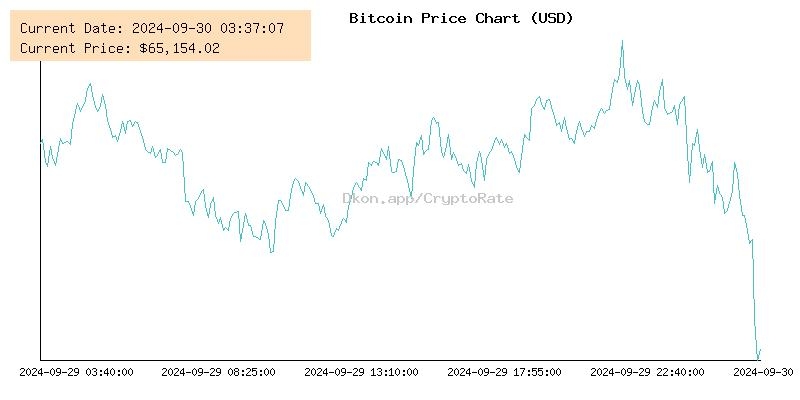 Bitcoin Price Chart (USD)
Current Date: 2024-09-30 03:37:07
Current Price: $65,154.02
Dkon.app/CryptoRate
2024-09-29 03:40:00 2024-09-29 08:25:00 2024-09-29 13:10:00 2024-09-29 17:55:00 2024-09-29 22:40:00 2024-09-30